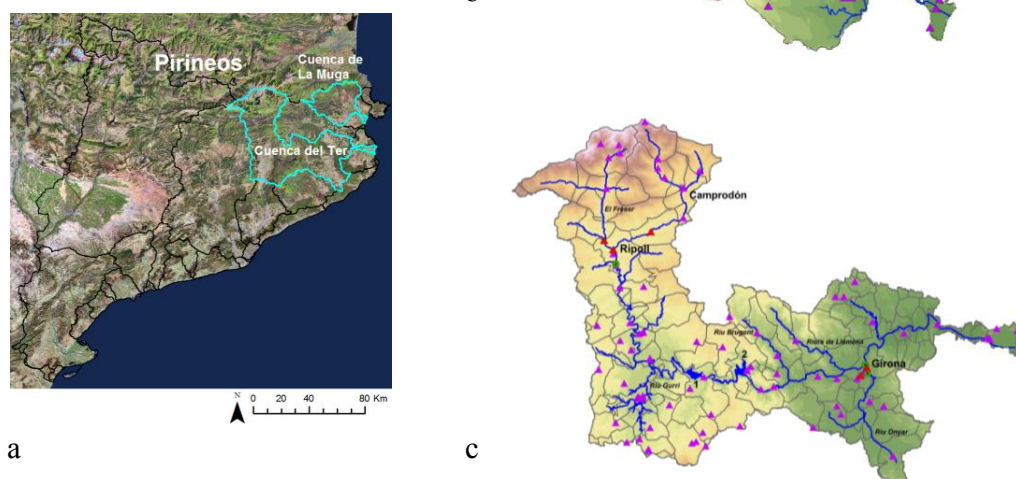 Pirineos
Cuenca de
La Muga
Cuenca del Ter
N
0 20 40 80 Km
a
Camprodón
El Freser
Ripoll
Riu Brugent
Riera de Llémena
2
Girona
Riu Gurri
1
Riu Onyar
c